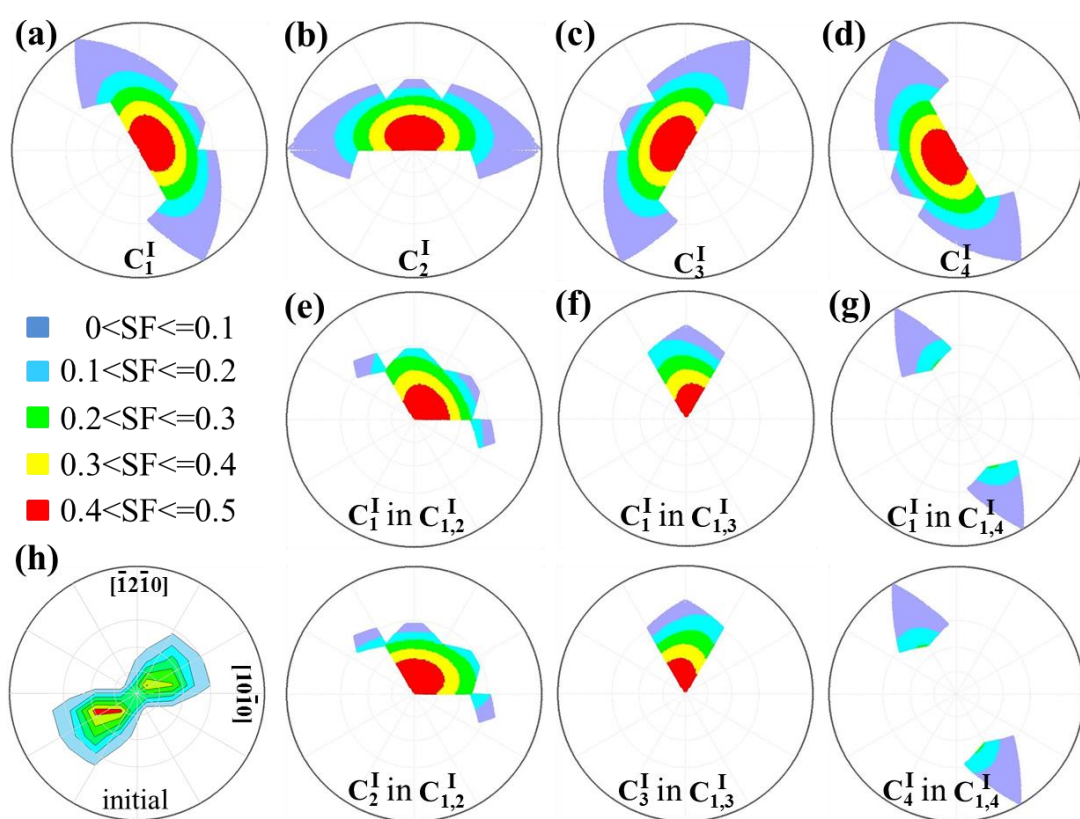 (a)
(b)
(c)
(d)
C₁ᴵ
C₂ᴵ
C₃ᴵ
C₄ᴵ
0<SF<=0.1
0.1<SF<=0.2
0.2<SF<=0.3
0.3<SF<=0.4
0.4<SF<=0.5
(e)
(f)
(g)
C₁ᴵ in C₁,₂ᴵ
C₁ᴵ in C₁,₃ᴵ
C₁ᴵ in C₁,₄ᴵ
(h)
[1̄21̄0]
[101̄0]
initial
C₂ᴵ in C₁,₂ᴵ
C₃ᴵ in C₁,₃ᴵ
C₄ᴵ in C₁,₄ᴵ